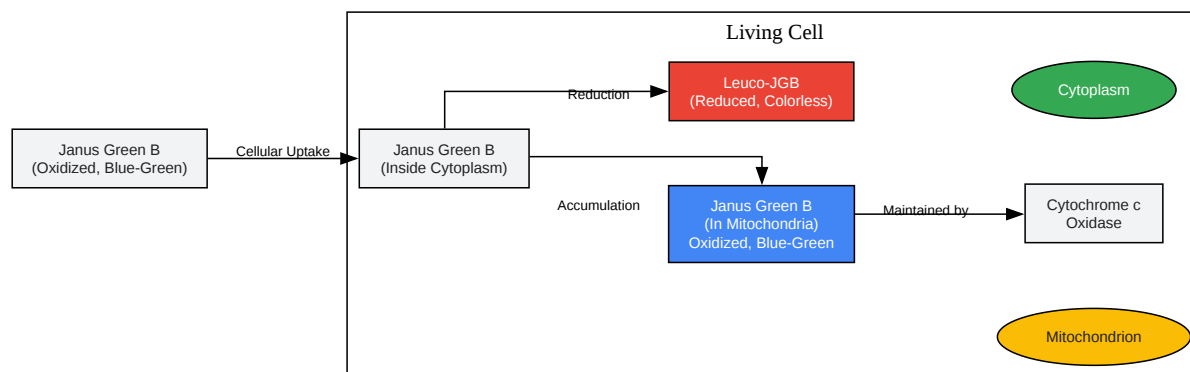 Living Cell
Janus Green B
(Oxidized, Blue-Green)
Cellular Uptake
Janus Green B
(Inside Cytoplasm)
Reduction
Leuco-JGB
(Reduced, Colorless)
Accumulation
Janus Green B
(In Mitochondria)
Oxidized, Blue-Green
Maintained by
Cytochrome c
Oxidase
Cytoplasm
Mitochondrion